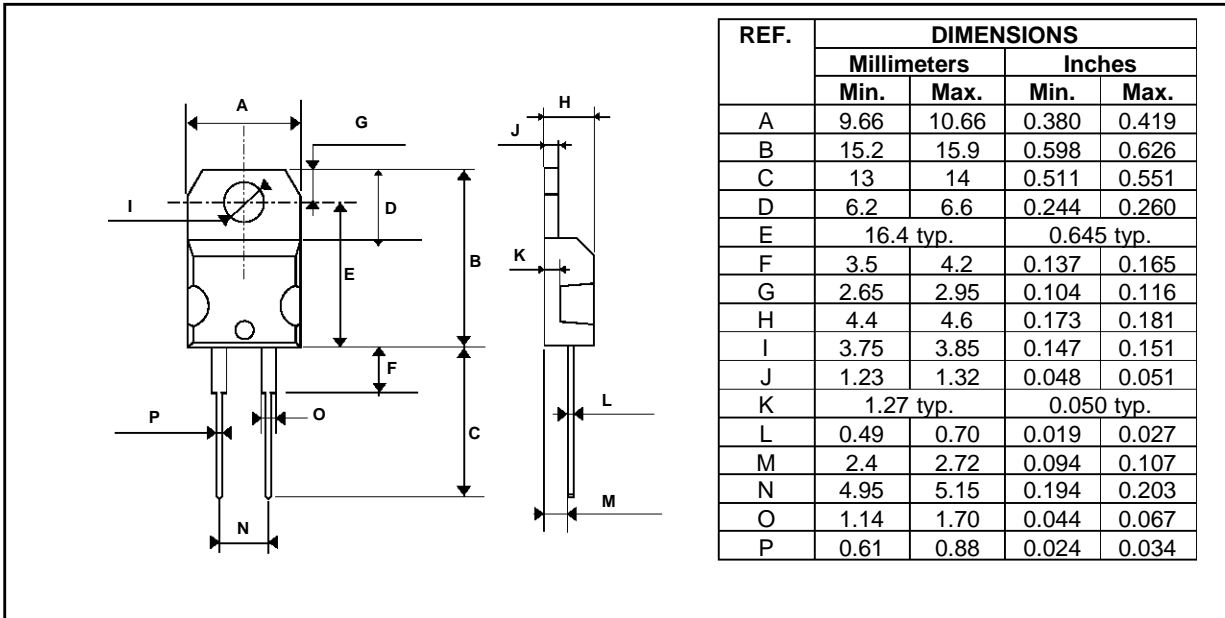 A
G
I
D
B
E
F
P
O
C
N
H
J
K
L
M
REF. DIMENSIONS
Millimeters Inches
Min. Max. Min. Max.
A 9.66 10.66 0.380 0.419
B 15.2 15.9 0.598 0.626
C 13 14 0.511 0.551
D 6.2 6.6 0.244 0.260
E 16.4 typ. 0.645 typ.
F 3.5 4.2 0.137 0.165
G 2.65 2.95 0.104 0.116
H 4.4 4.6 0.173 0.181
I 3.75 3.85 0.147 0.151
J 1.23 1.32 0.048 0.051
K 1.27 typ. 0.050 typ.
L 0.49 0.70 0.019 0.027
M 2.4 2.72 0.094 0.107
N 4.95 5.15 0.194 0.203
O 1.14 1.70 0.044 0.067
P 0.61 0.88 0.024 0.034